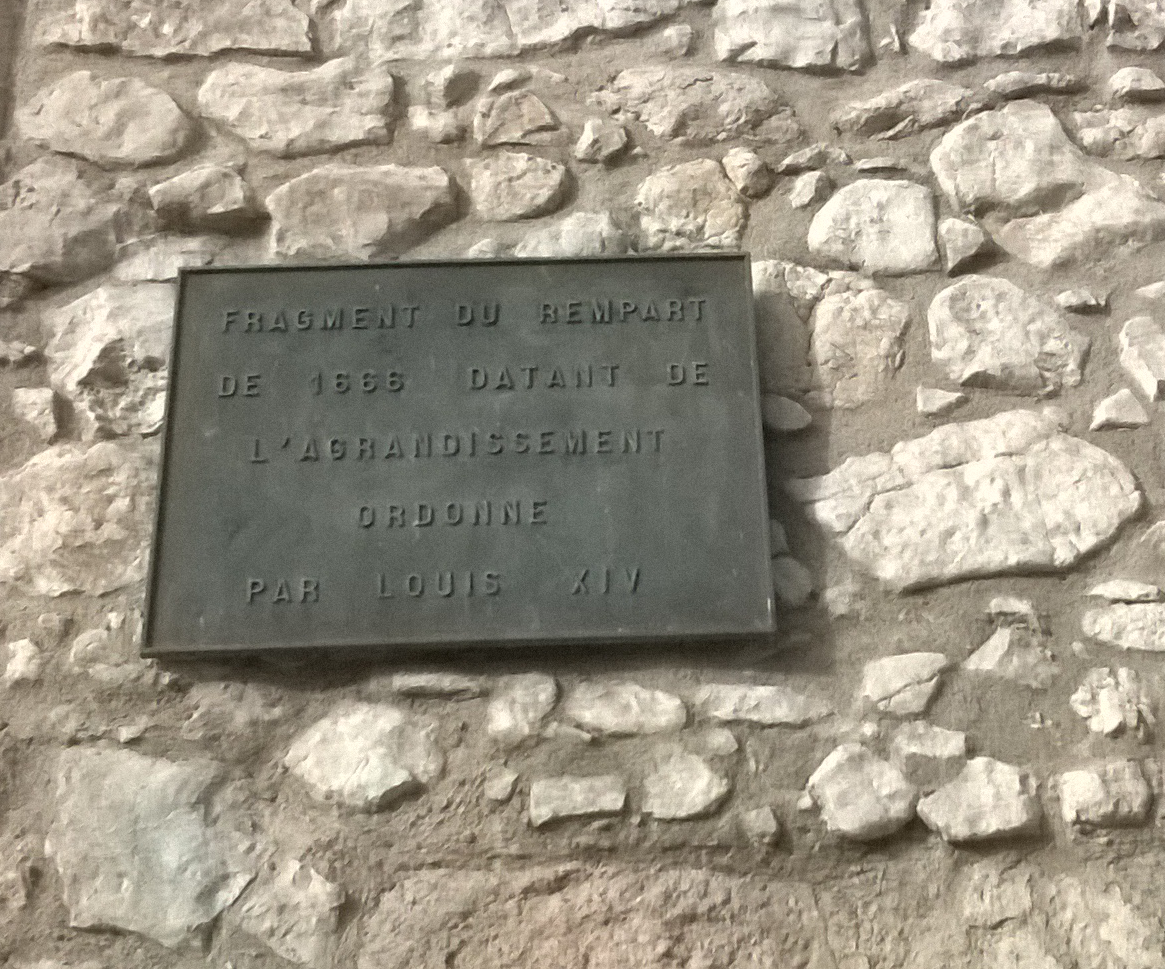 FRAGMENT DU REMPART
DE 1666 DATANT DE
L'AGRANDISSEMENT
ORDONNE
PAR LOUIS XIV